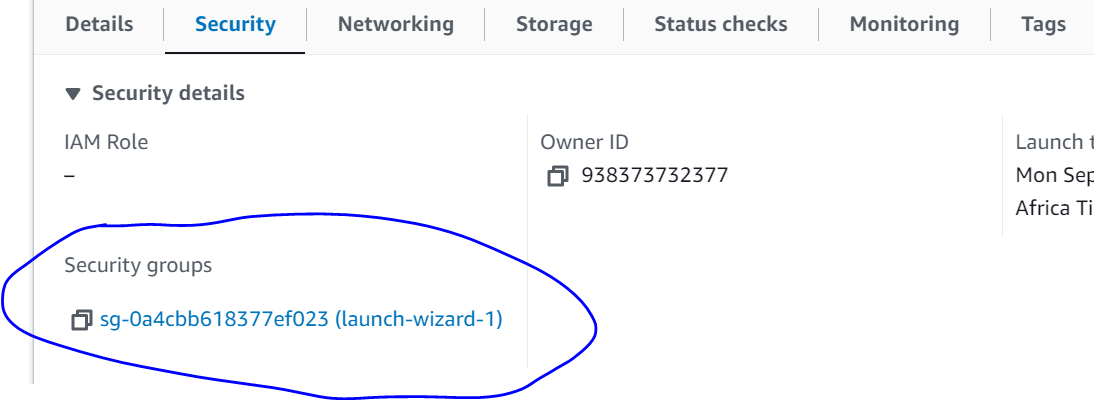 Details Security Networking Storage Status checks Monitoring Tags
Security details
IAM Role
–
Owner ID
938373732377
Launch
Mon Sep
Africa
Security groups
sg-0a4cbb618377ef023 (launch-wizard-1)